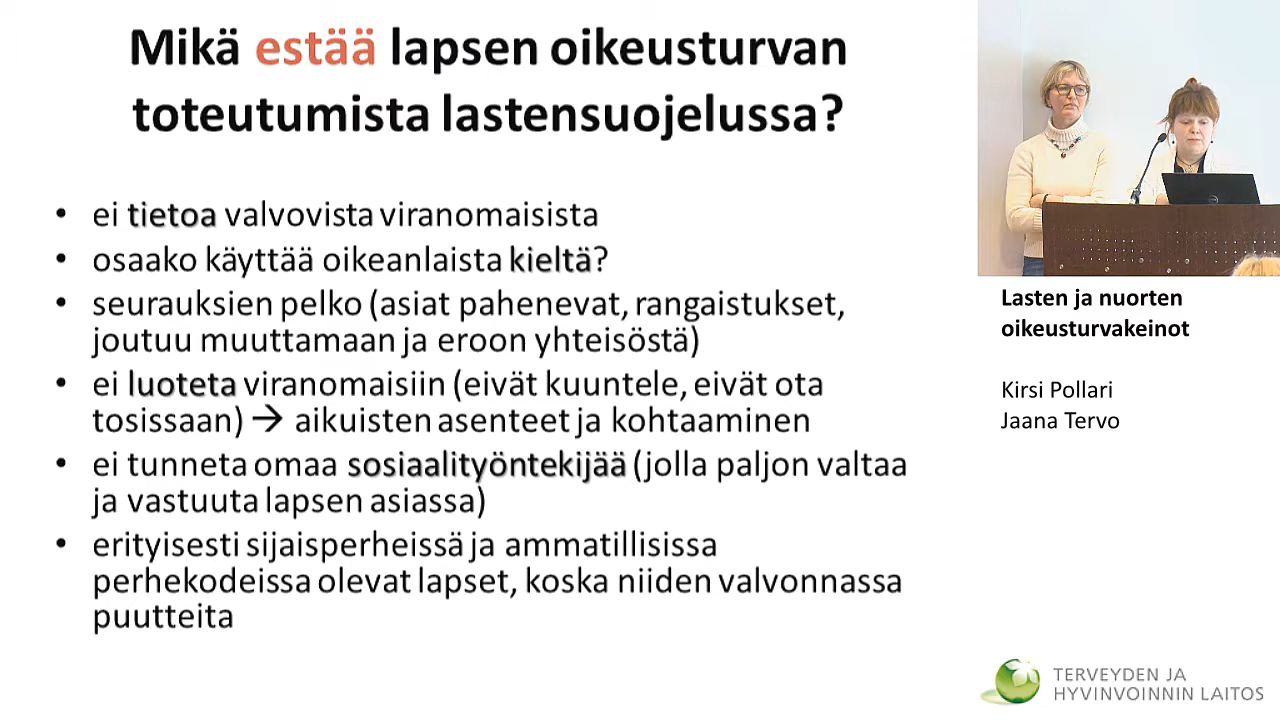 Mikä estää lapsen oikeusturvan
toteutumista lastensuojelussa?
• ei tietoa valvovista viranomaisista
• osaako käyttää oikeanlaista kieltä?
• seurauksien pelko (asiat pahenevat, rangaistukset,
joutuu muuttamaan ja eroon yhteisöstä)
• ei luoteta viranomaisiin (eivät kuuntele, eivät ota
tosissaan) → aikuisten asenteet ja kohtaaminen
• ei tunneta omaa sosiaalityöntekijää (jolla paljon valtaa
ja vastuuta lapsen asiassa)
• erityisesti sijaisperheissä ja ammatillisissa
perhekodeissa olevat lapset, koska niiden valvonnassa
puutteita
Lasten ja nuorten
oikeusturvakeinot
Kirsi Pollari
Jaana Tervo
TERVEYDEN JA
HYVINVOINNIN LAITOS